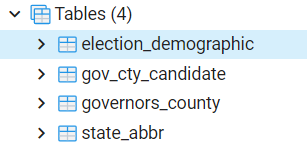 Tables (4)
election_demographic
gov_cty_candidate
governors_county
state_abbr